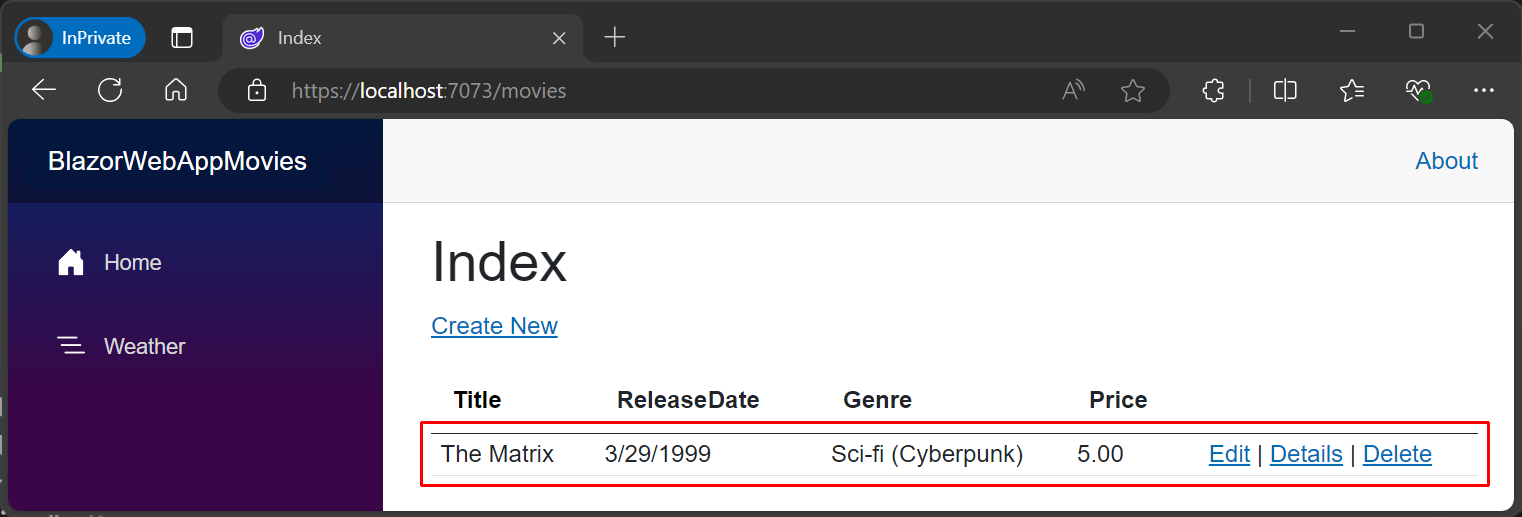 InPrivate
Index
https://localhost:7073/movies
BlazorWebAppMovies
About
Home
Weather
Index
Create New
Title ReleaseDate Genre Price
The Matrix 3/29/1999 Sci-fi (Cyberpunk) 5.00 Edit | Details | Delete